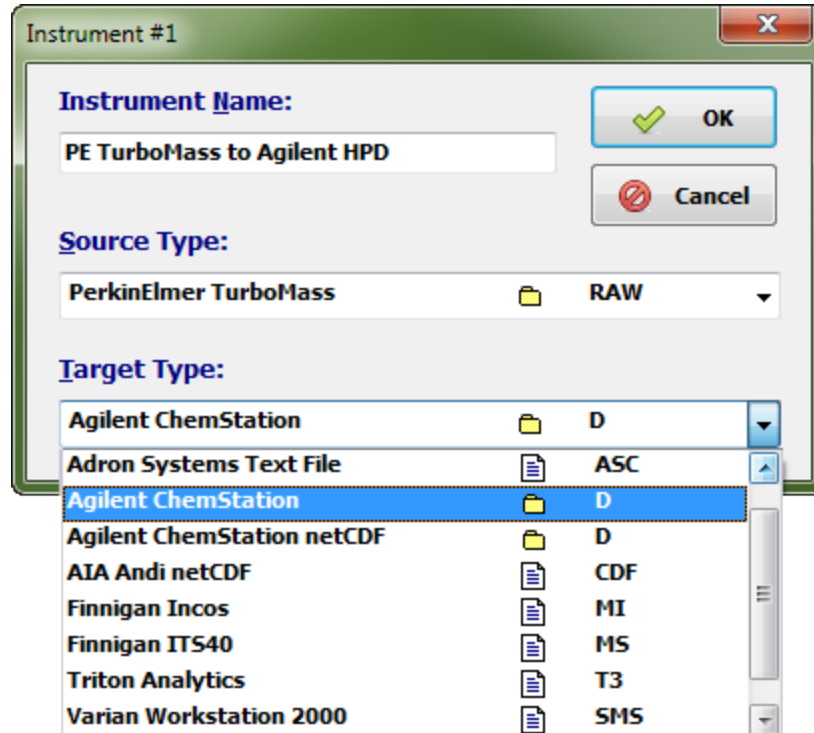 Instrument #1
Instrument Name:
OK
PE TurboMass to Agilent HPD
Cancel
Source Type:
PerkinElmer TurboMass RAW
Target Type:
Agilent ChemStation D
Adron Systems Text File ASC
Agilent ChemStation D
Agilent ChemStation netCDF D
AIA Andi netCDF CDF
Finnigan Incos MI
Finnigan ITS40 MS
Triton Analytics T3
Varian Workstation 2000 SMS